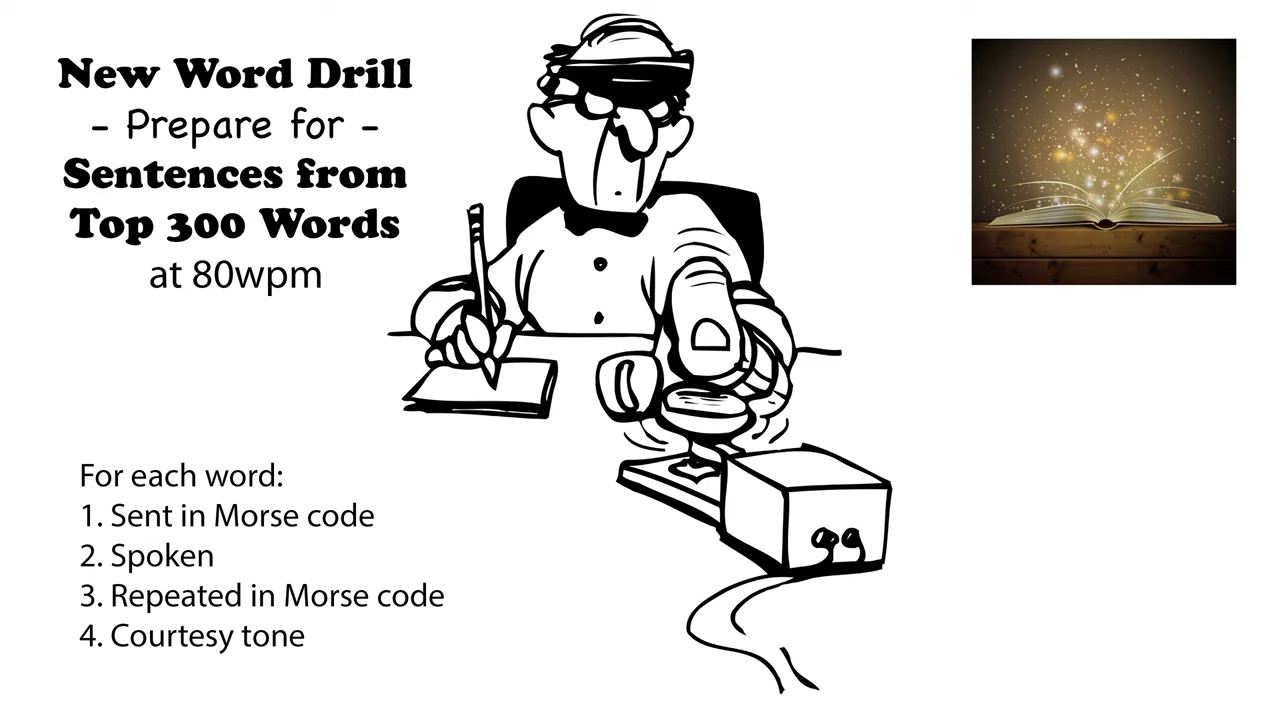 New Word Drill
- Prepare for -
Sentences from
Top 300 Words
at 80wpm
For each word:
1. Sent in Morse code
2. Spoken
3. Repeated in Morse code
4. Courtesy tone